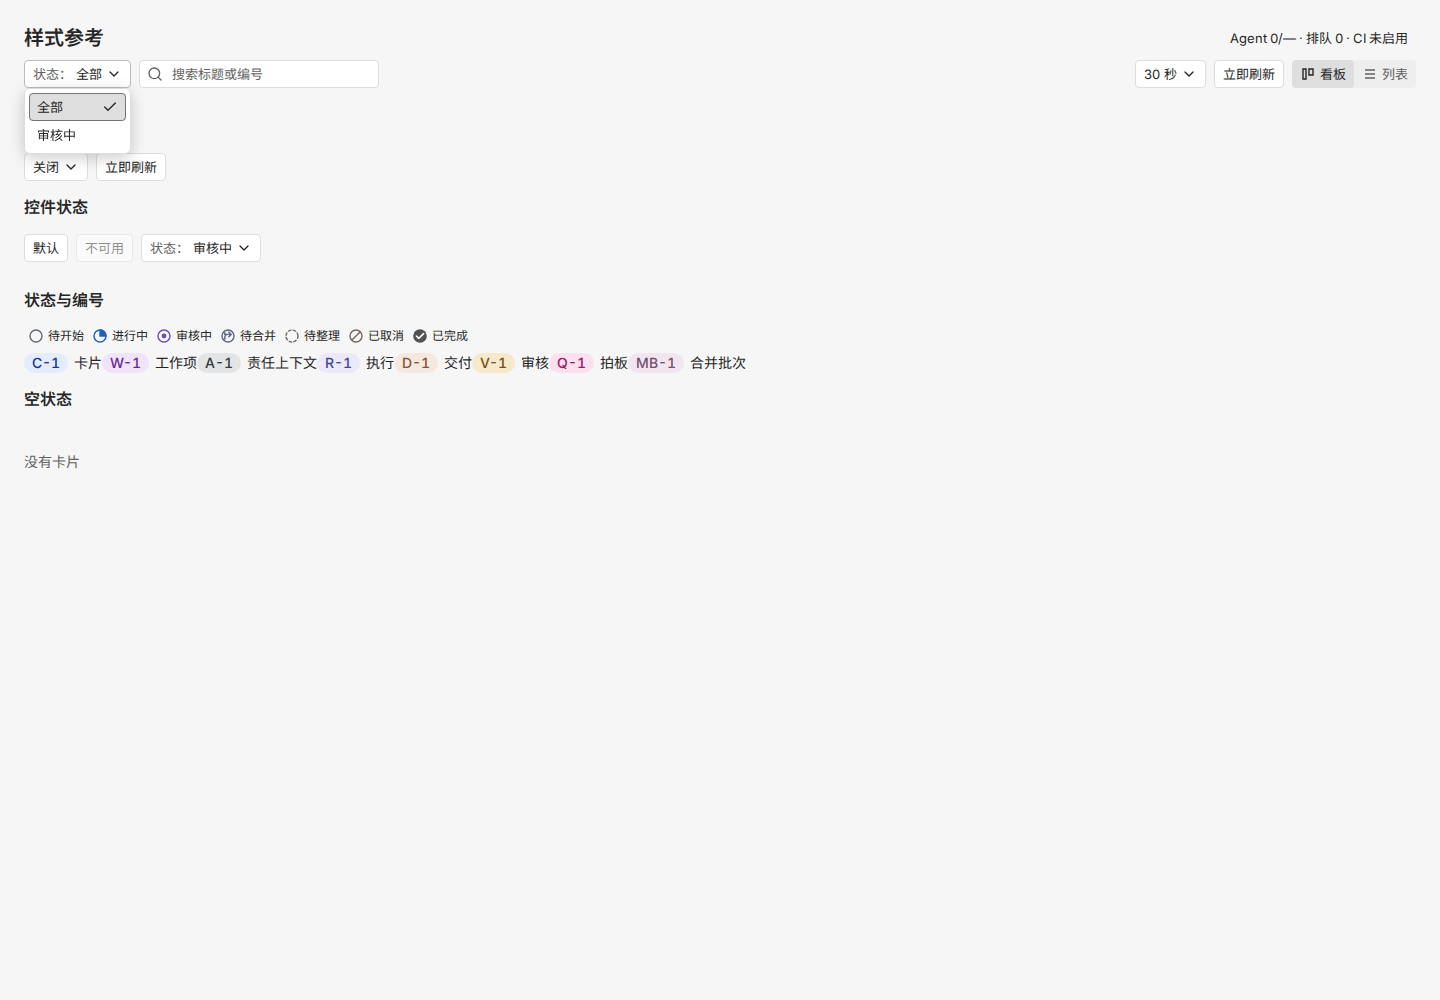 样式参考
Agent 0/— · 排队 0 · CI 未启用
状态： 全部
搜索标题或编号
30 秒
立即刷新
看板
列表
全部
审核中
关闭
立即刷新
控件状态
默认
不可用
状态： 审核中
状态与编号
待开始 进行中 审核中 待合并 待整理 已取消 已完成
C-1 卡片 W-1 工作项 A-1 责任上下文 R-1 执行 D-1 交付 V-1 审核 Q-1 拍板 MB-1 合并批次
空状态
没有卡片